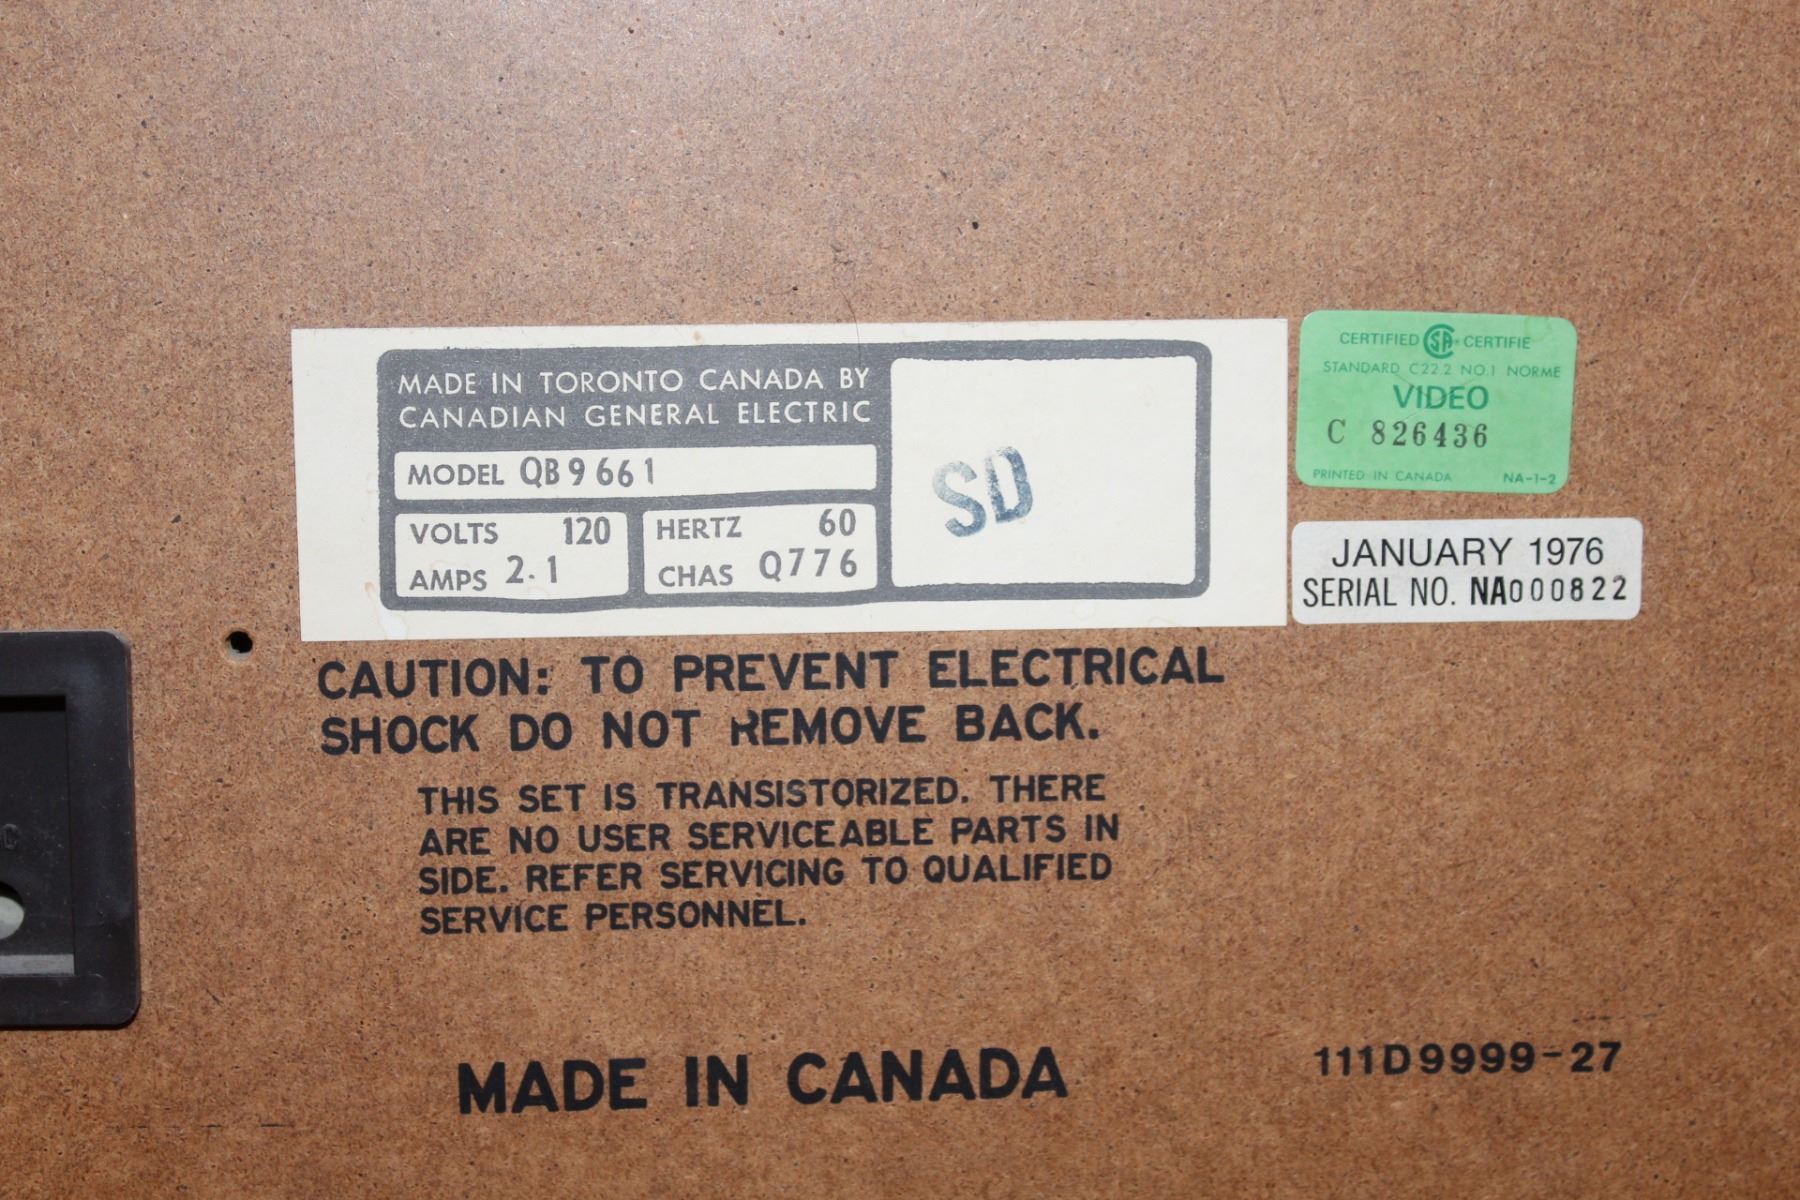 MADE IN TORONTO CANADA BY
CANADIAN GENERAL ELECTRIC
MODEL QB9661
VOLTS 120
AMPS 2.1
HERTZ 60
CHAS Q776
SD
CERTIFIED SA CERTIFIE
STANDARD C22.2 NO.1 NORME
VIDEO
C 826436
PRINTED IN CANADA NA-1-2
JANUARY 1976
SERIAL NO. NA000822
CAUTION: TO PREVENT ELECTRICAL
SHOCK DO NOT REMOVE BACK.
THIS SET IS TRANSISTORIZED. THERE
ARE NO USER SERVICEABLE PARTS IN
SIDE. REFER SERVICING TO QUALIFIED
SERVICE PERSONNEL.
MADE IN CANADA
111D9999-27